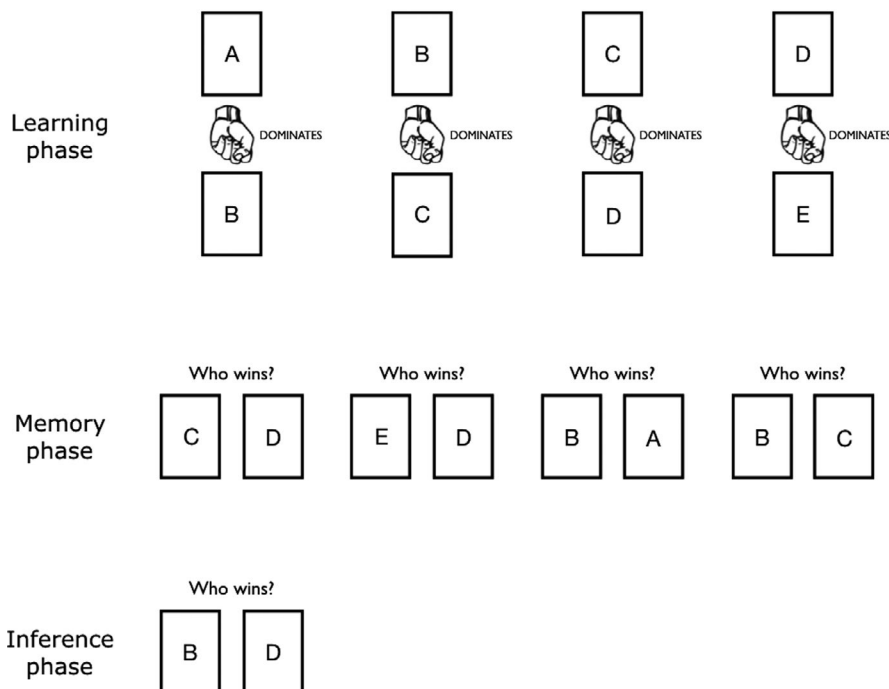 A
B
C
D
Learning
phase
DOMINATES
DOMINATES
DOMINATES
DOMINATES
B
C
D
E
Who wins?
Who wins?
Who wins?
Who wins?
Memory
phase
C D
E D
B A
B C
Who wins?
Inference
phase
B D